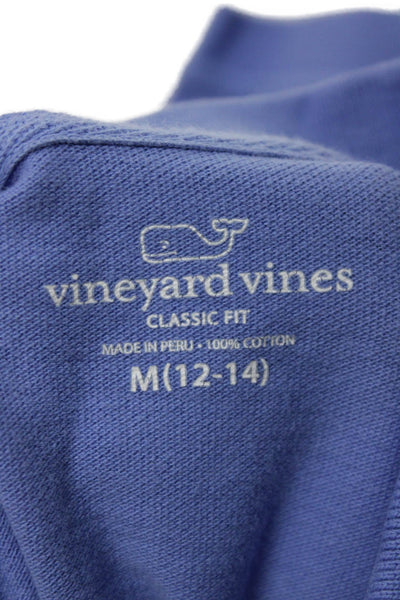 vineyard vines
CLASSIC FIT
MADE IN PERU • 100% COTTON
M(12-14)